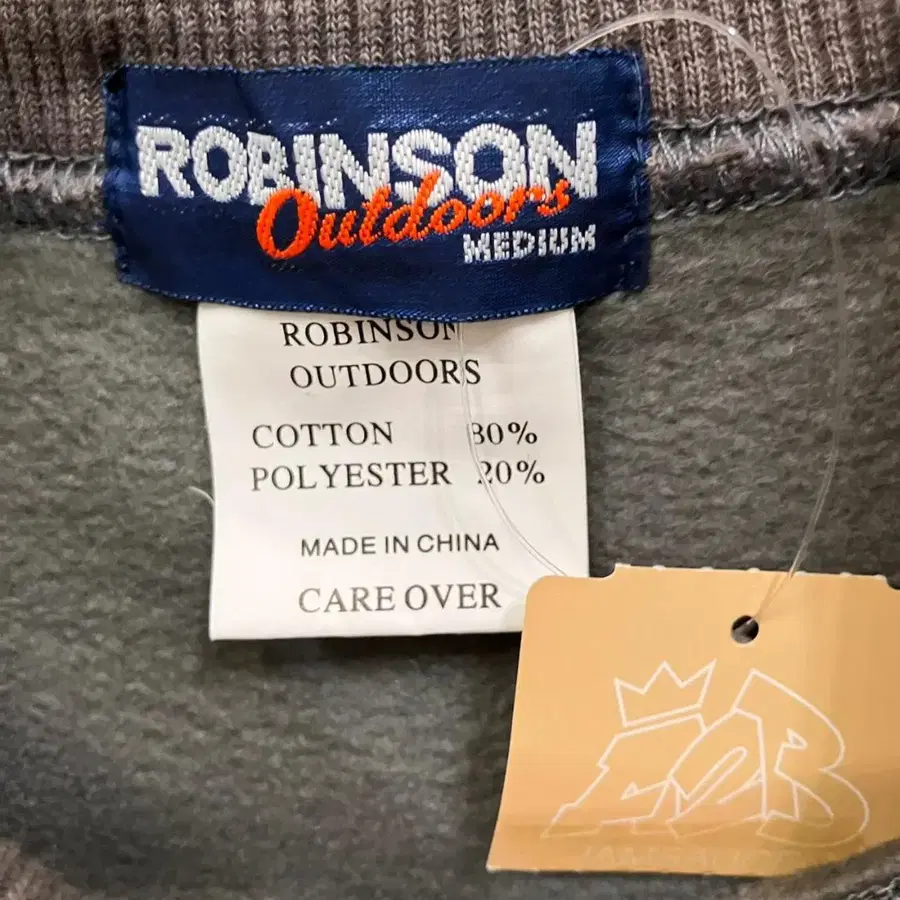 ROBINSON
Outdoors
MEDIUM
ROBINSON
OUTDOORS
COTTON 80%
POLYESTER 20%
MADE IN CHINA
CARE OVER